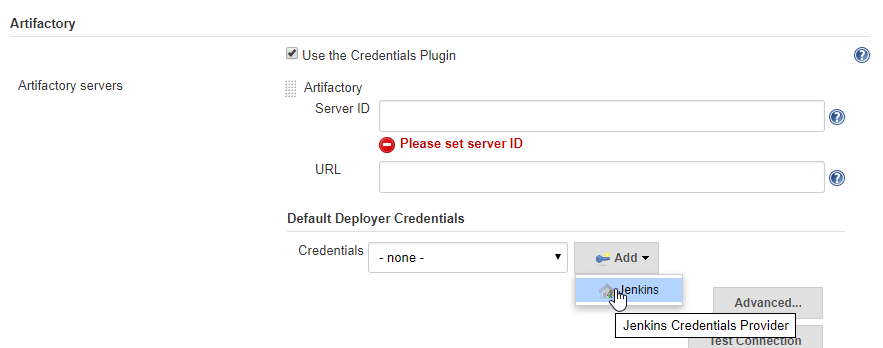 Artifactory
Use the Credentials Plugin
Artifactory servers
Artifactory
Server ID
Please set server ID
URL
Default Deployer Credentials
Credentials
- none -
Add
Jenkins
Advanced...
Jenkins Credentials Provider
Test Connection